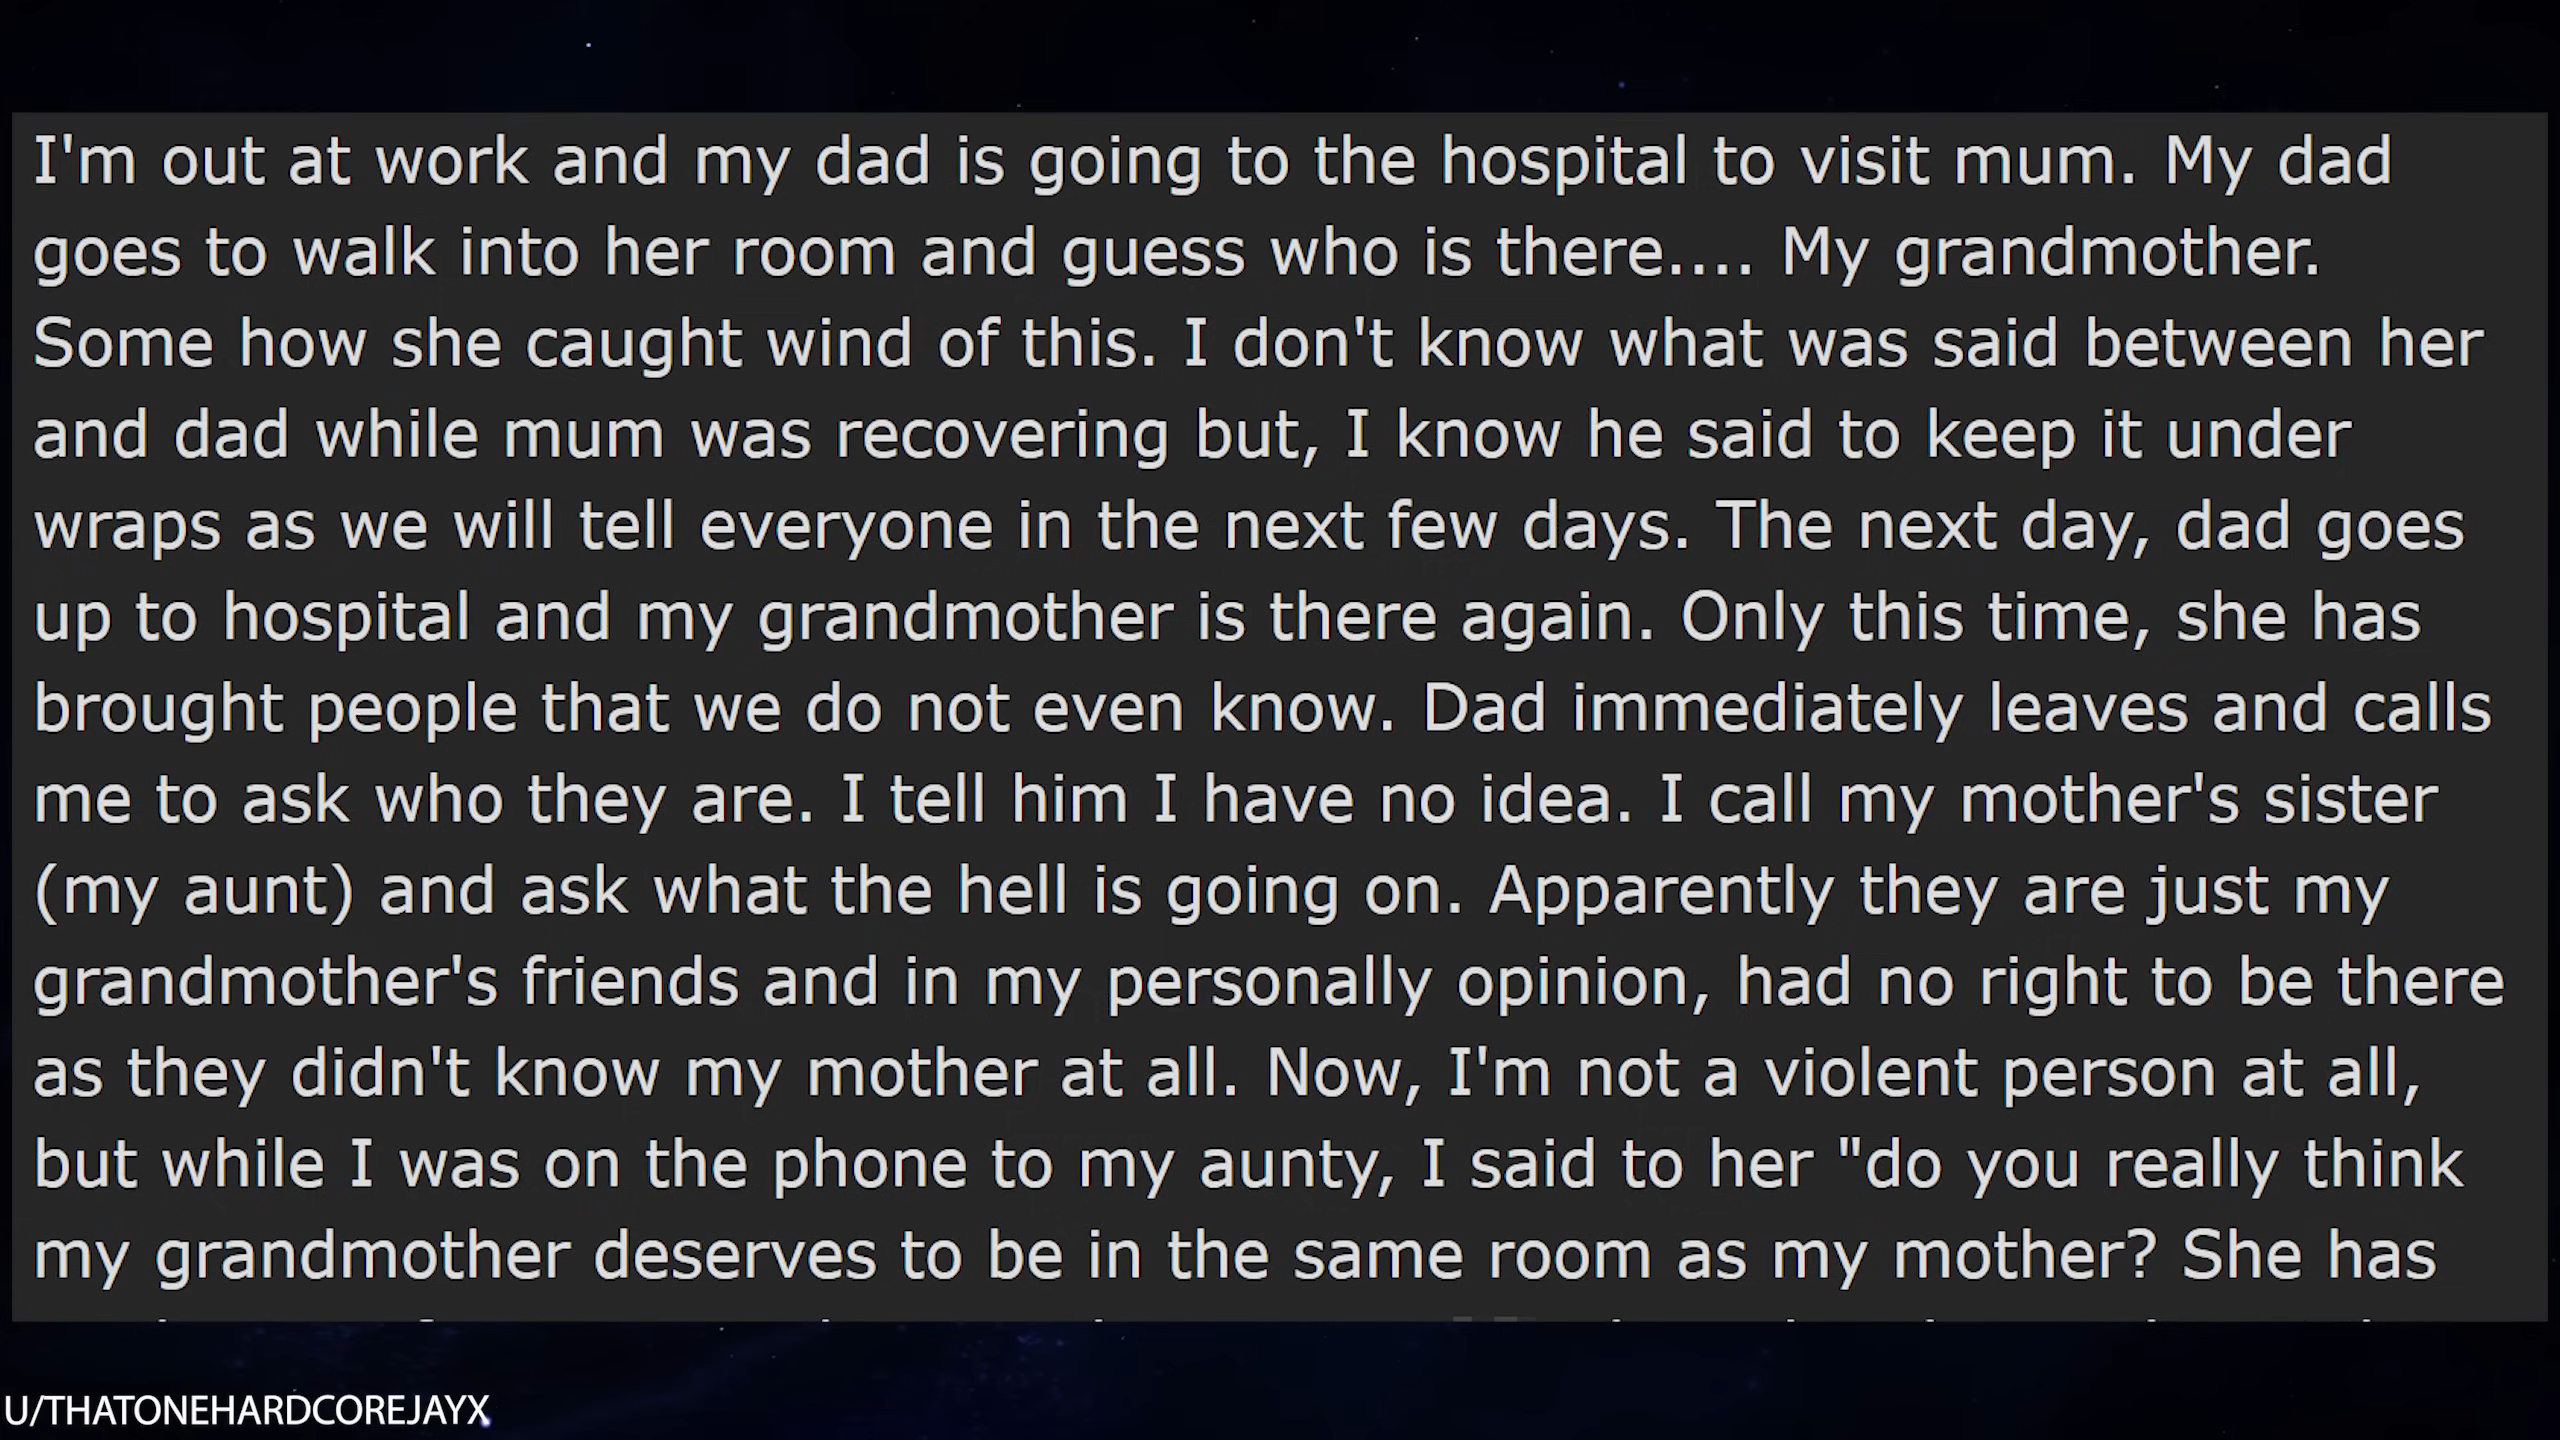 I'm out at work and my dad is going to the hospital to visit mum. My dad
goes to walk into her room and guess who is there.... My grandmother.
Some how she caught wind of this. I don't know what was said between her
and dad while mum was recovering but, I know he said to keep it under
wraps as we will tell everyone in the next few days. The next day, dad goes
up to hospital and my grandmother is there again. Only this time, she has
brought people that we do not even know. Dad immediately leaves and calls
me to ask who they are. I tell him I have no idea. I call my mother's sister
(my aunt) and ask what the hell is going on. Apparently they are just my
grandmother's friends and in my personally opinion, had no right to be there
as they didn't know my mother at all. Now, I'm not a violent person at all,
but while I was on the phone to my aunty, I said to her "do you really think
my grandmother deserves to be in the same room as my mother? She has
U/THATONEHARDCOREJAYX